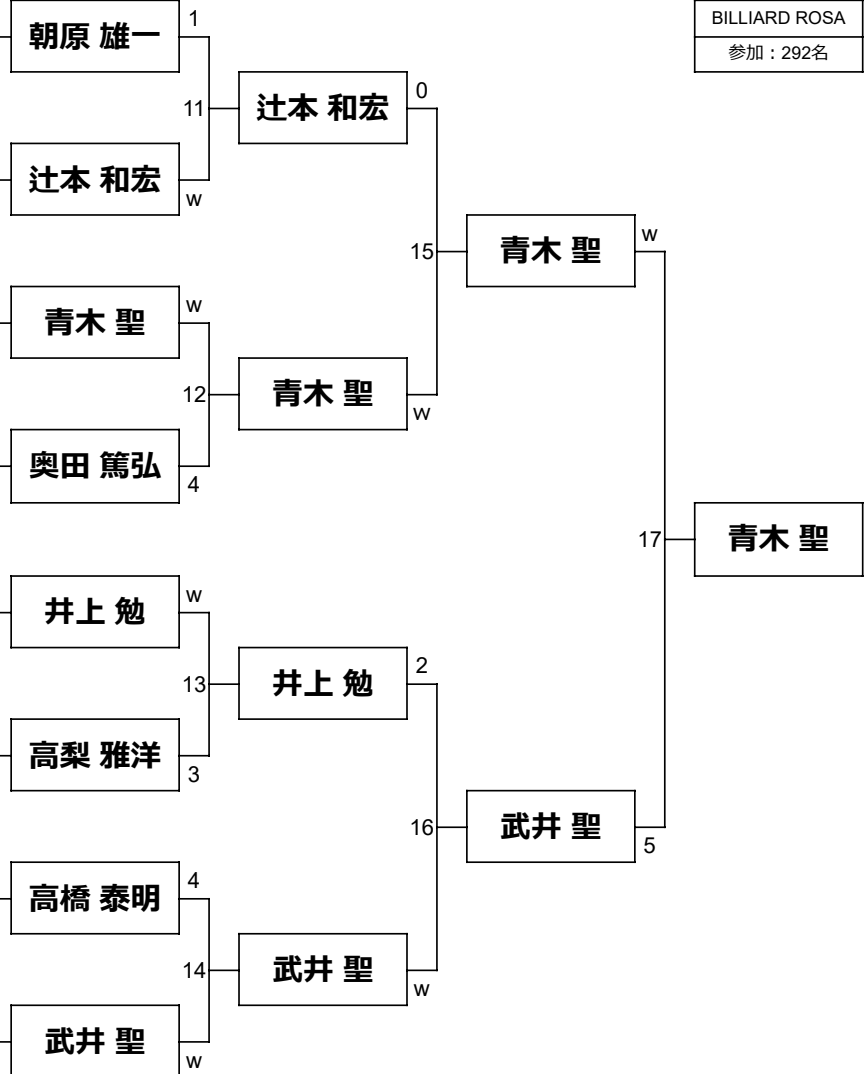 BILLIARD ROSA
参加：292名
朝原 雄一
1
11
辻本 和宏
w
辻本 和宏
0
15
青木 聖
w
12
奥田 篤弘
4
青木 聖
w
青木 聖
w
17
青木 聖
井上 勉
w
13
高梨 雅洋
3
井上 勉
2
16
高橋 泰明
4
14
武井 聖
w
武井 聖
w
武井 聖
5